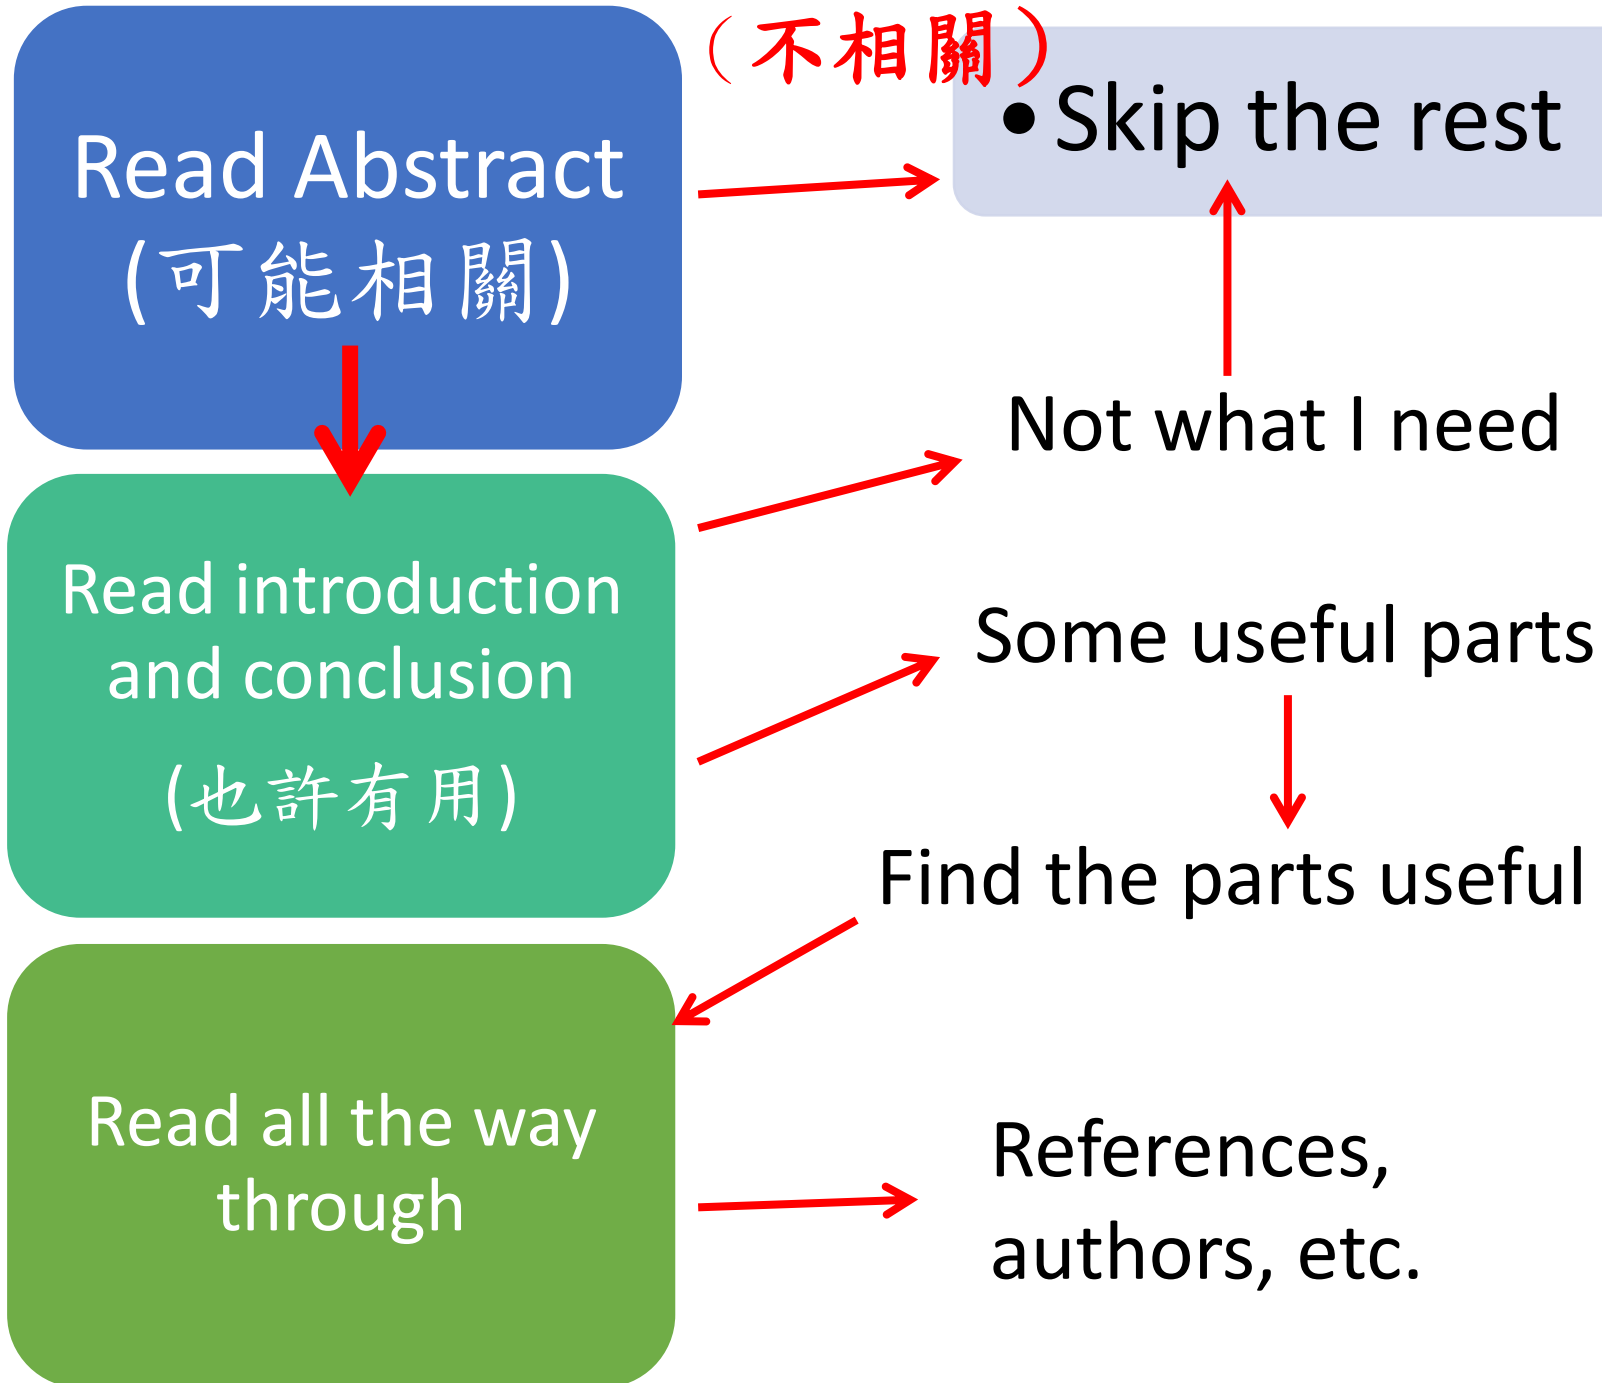 Read Abstract
(可能相關)
（不相關）
• Skip the rest
Not what I need
Read introduction
and conclusion
(也許有用)
Some useful parts
Find the parts useful
Read all the way
through
References,
authors, etc.